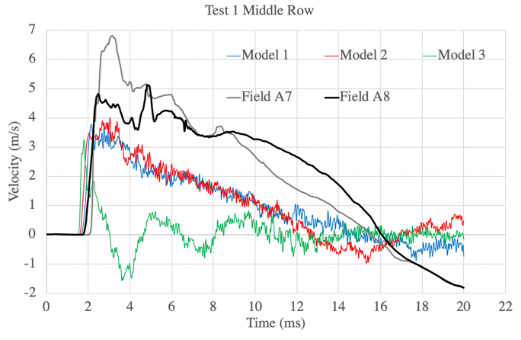 Test 1 Middle Row
7
6
5
4
3
2
1
0
-1
-2
Velocity (m/s)
Model 1
Model 2
Model 3
Field A7
Field A8
0 2 4 6 8 10 12 14 16 18 20 22
Time (ms)